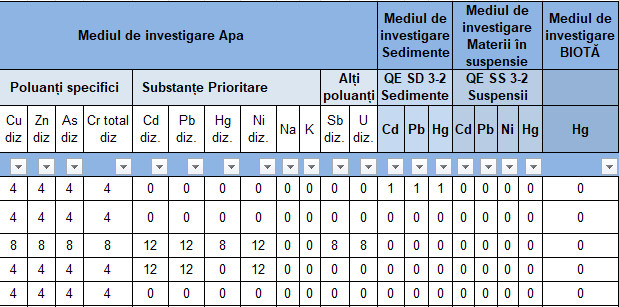 Mediul de investigare Apa
Mediul de
investigare
Sedimente
Mediul de
investigare
Materii în
suspensie
Mediul de
investigare
BIOTĂ
Poluanți specifici
Substanțe Prioritare
Alți
poluanți
QE SD 3-2
Sedimente
QE SS 3-2
Suspensii
Cu diz Zn diz As diz Cr total diz Cd diz. Pb diz. Hg diz. Ni diz. Na K Sb diz. U diz. Cd Pb Hg Cd Pb Ni Hg Hg
4 4 4 4 0 0 0 0 0 0 0 0 1 1 1 0 0 0 0 0
4 4 4 4 0 0 0 0 0 0 0 0 0 0 0 0 0 0 0 0
8 8 8 8 12 12 8 12 0 0 8 8 0 0 0 0 0 0 0 0
4 4 4 4 12 12 0 12 0 0 0 0 0 0 0 0 0 0 0 0
4 4 4 4 0 0 0 0 0 0 0 0 0 0 0 0 0 0 0 0